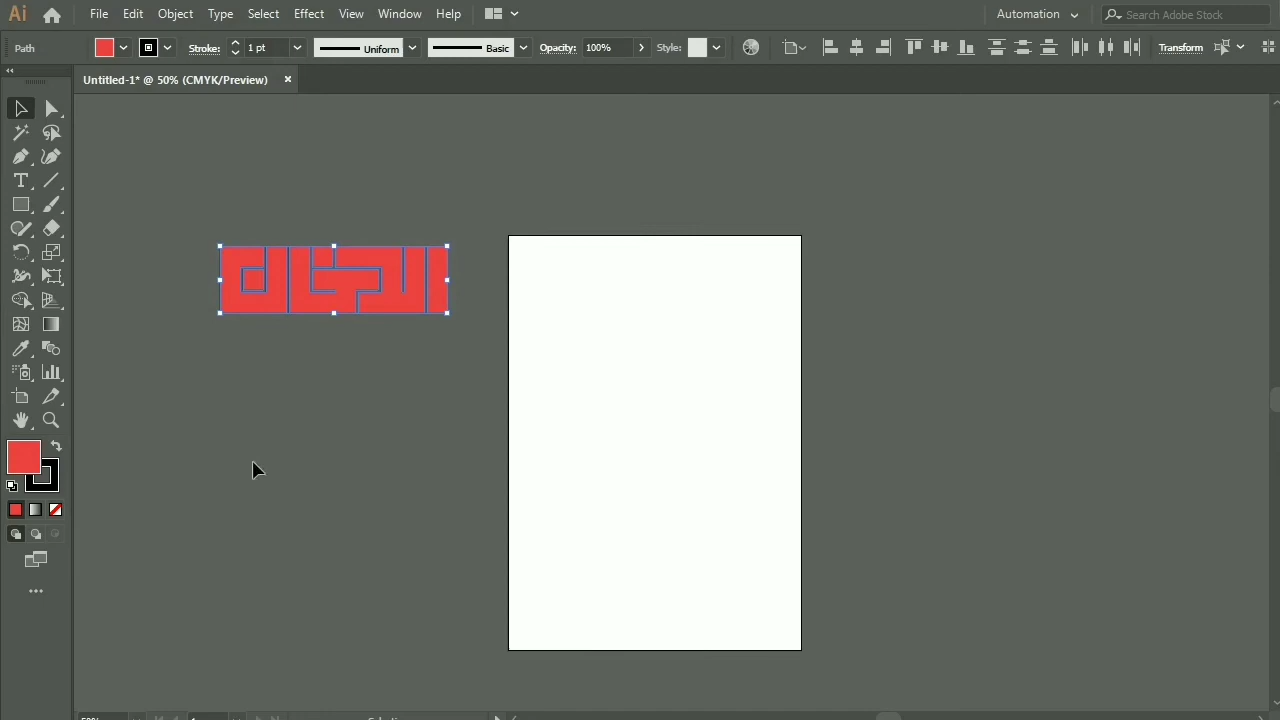 Ai File Edit Object Type Select Effect View Window Help Automation Search Adobe Stock
Path Stroke: 1 pt Uniform Basic Opacity: 100% Style: Transform
Untitled-1* @ 50% (CMYK/Preview) ×
T